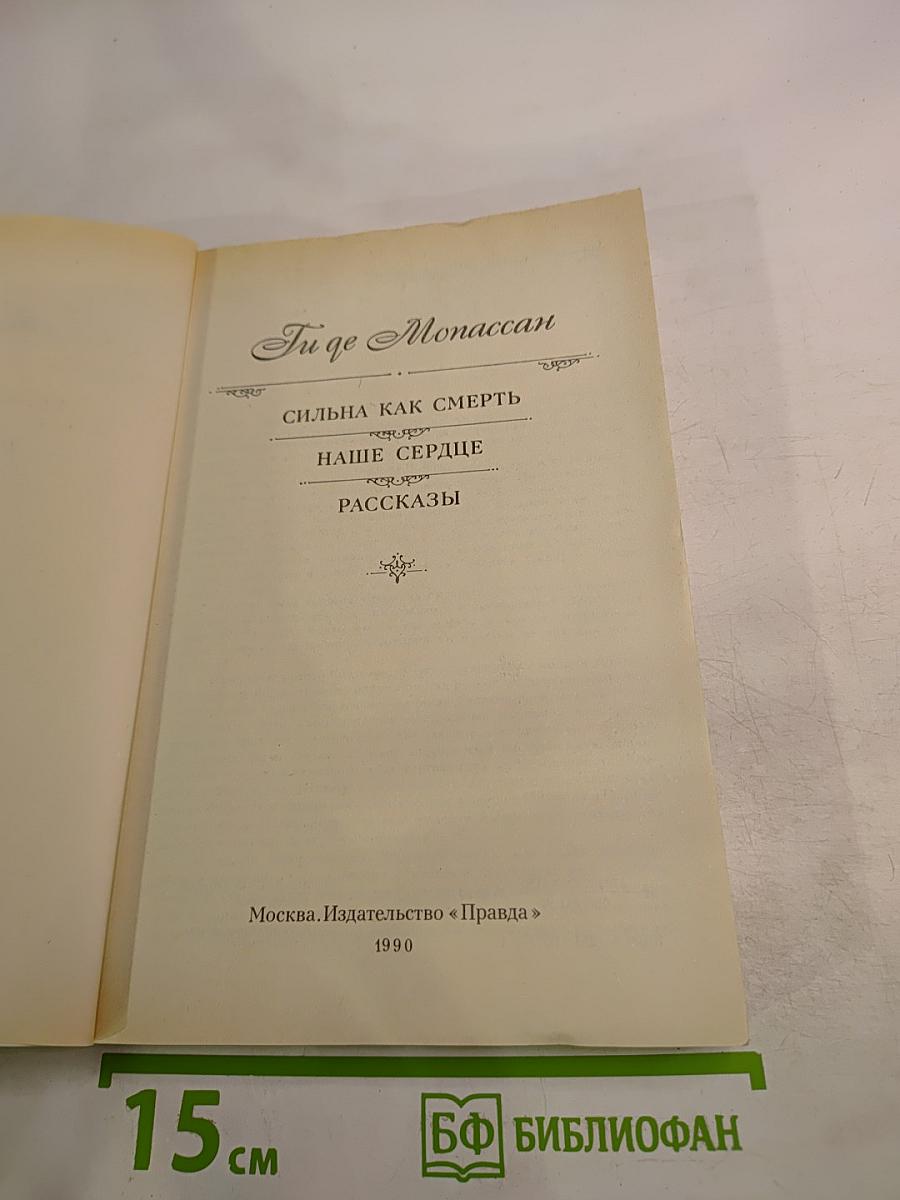 Ги де Мопассан
СИЛЬНА КАК СМЕРТЬ
НАШЕ СЕРДЦЕ
РАССКАЗЫ
Москва.Издательство «Правда»
1990
15 см
БФ БИБЛИОФАН